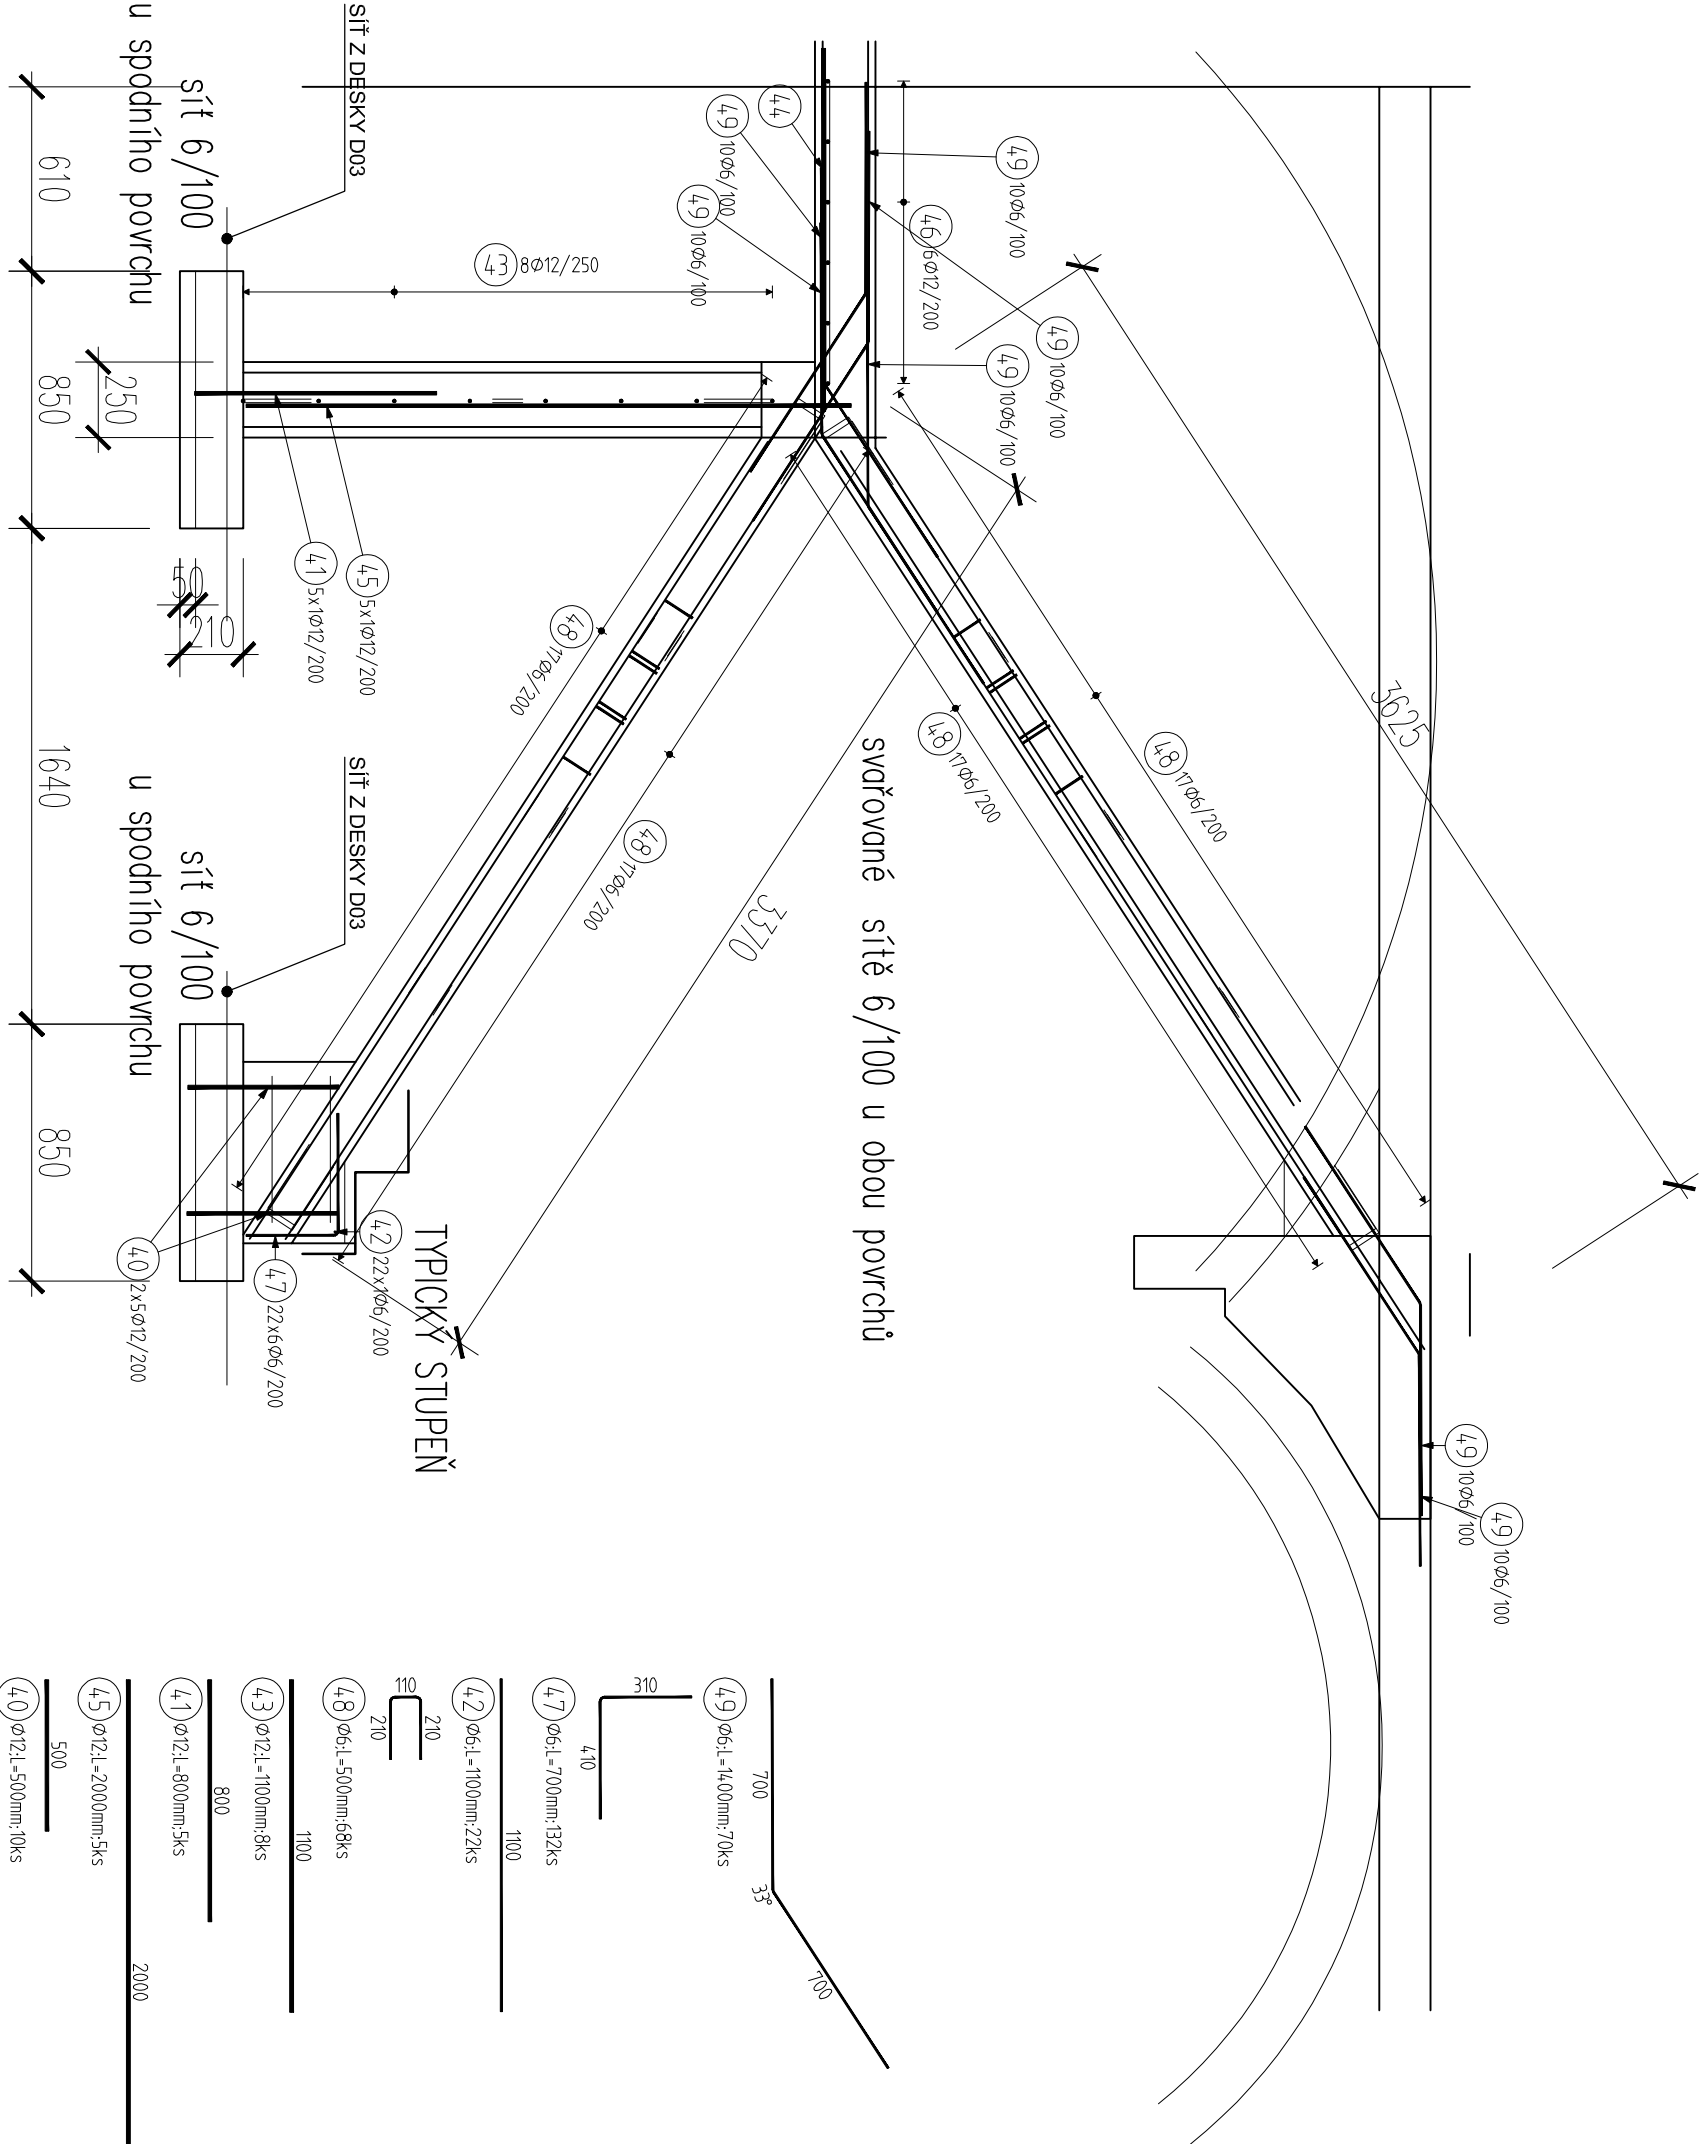 SÍŤ Z DESKY D03
síť 6/100
u spodního povrchu
SÍŤ Z DESKY D03
síť 6/100
u spodního povrchu
610
850
1640
850
250
50
210
43 8Ø12/250
44
49 10Ø6/100
49 10Ø6/100
49 10Ø6/100
46 6Ø12/200
49 10Ø6/100
49 10Ø6/100
41 5x1Ø12/200
45 5x1Ø12/200
48 17Ø6/200
48 17Ø6/200
48 17Ø6/200
48 17Ø6/200
3625
3370
svařované sítě 6/100 u obou povrchů
TYPICKÝ STUPEŇ
42 22x1Ø6/200
47 22x6Ø6/200
40 2x5Ø12/200
49 10Ø6/100
49 10Ø6/100
700
33°
700
49 Ø6;L=1400mm;70ks
310
410
47 Ø6;L=700mm;132ks
1100
42 Ø6;L=1100mm;22ks
110
210
210
48 Ø6;L=500mm;68ks
1100
43 Ø12;L=1100mm;8ks
800
41 Ø12;L=800mm;5ks
2000
45 Ø12;L=2000mm;5ks
500
40 Ø12;L=500mm;10ks